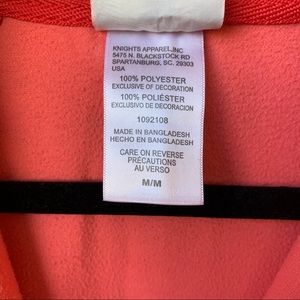 KNIGHTS APPAREL,INC
5475 N. BLACKSTOCK RD
SPARTANBURG, SC. 29303
USA
100% POLYESTER
EXCLUSIVE OF DECORATION
100% POLIÉSTER
EXCLUSIVO DE DECORACION
1092108
MADE IN BANGLADESH
HECHO EN BANGLADESH
CARE ON REVERSE
PRÉCAUTIONS
AU VERSO
M/M